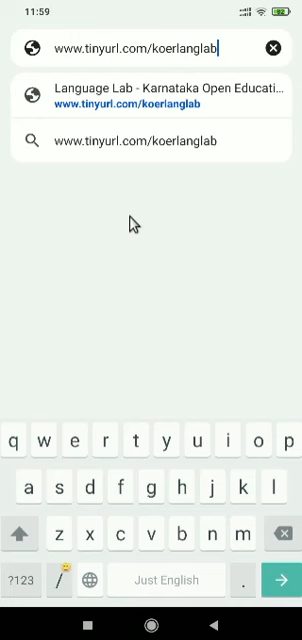 11:59
82
www.tinyurl.com/koerlanglab
Language Lab - Karnataka Open Educati...
www.tinyurl.com/koerlanglab
www.tinyurl.com/koerlanglab
q w e r t y u i o p
a s d f g h j k l
z x c v b n m
?123 / Just English .